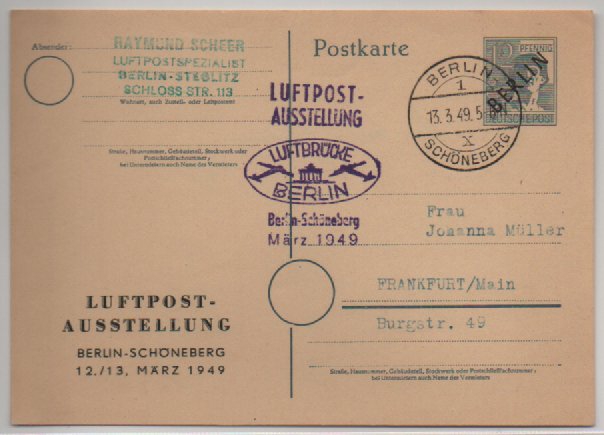 Absender:
RAYMUND SCHEER
LUFTPOSTSPEZIALIST
BERLIN-STEGLITZ
SCHLOSS STR. 113
Wohnort, auch Zustell- oder Leitpostamt
Straße, Hausnummer, Gebäudeteil, Stockwerk oder
Postschließfachnummer;
bei Untermietern auch Name des Vermieters
LUFTPOST-
AUSSTELLUNG
BERLIN-SCHÖNEBERG
12./13. MÄRZ 1949
LUFTPOST-
AUSSTELLUNG
LUFTBRÜCKE
BERLIN
Berlin-Schöneberg
März 1949
Postkarte
BERLIN-
1
13.3.49.5
X
SCHÖNEBERG
PFENNIG
BERLIN
DEUTSCHE POST
Frau
Johanna Müller
FRANKFURT/Main
Burgstr. 49
Straße, Hausnummer, Gebäudeteil, Stockwerk oder Postschließfachnummer;
bei Untermietern auch Name des Vermieters